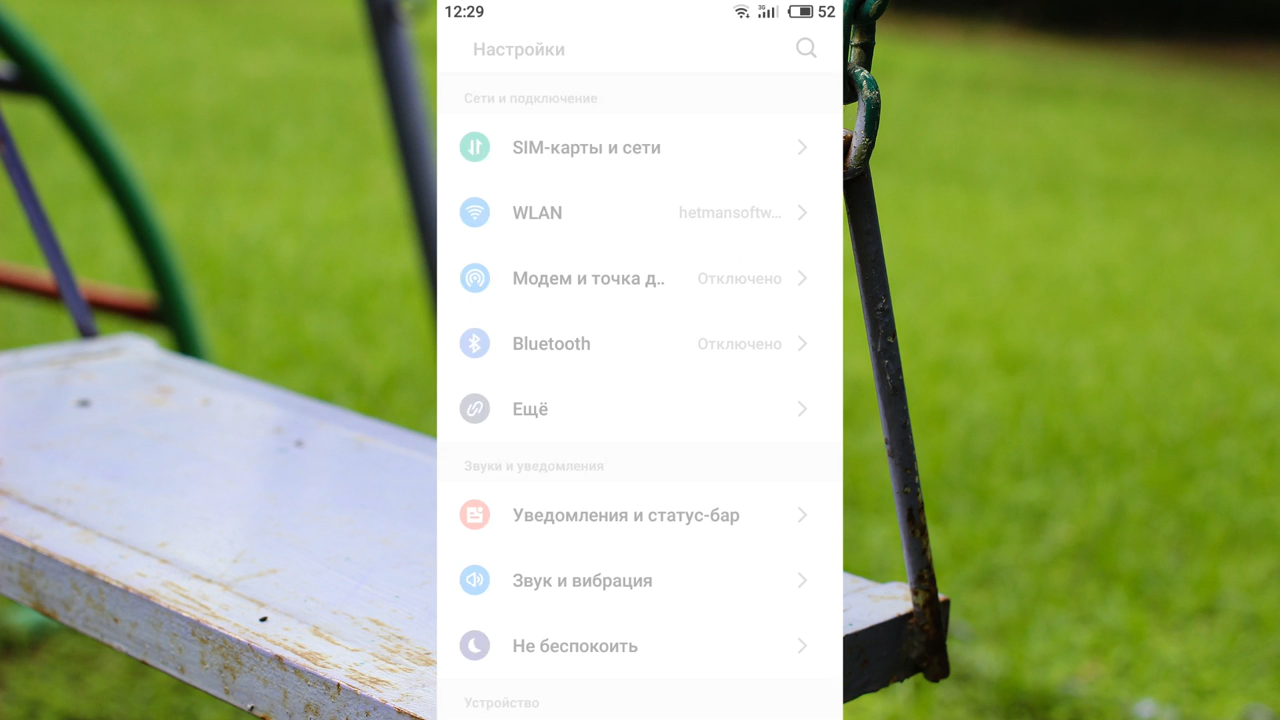 12:29 3G 52
Настройки
Сети и подключение
SIM-карты и сети
WLAN hetmansoftw...
Модем и точка д.. Отключено
Bluetooth Отключено
Ещё
Звуки и уведомления
Уведомления и статус-бар
Звук и вибрация
Не беспокоить
Устройство